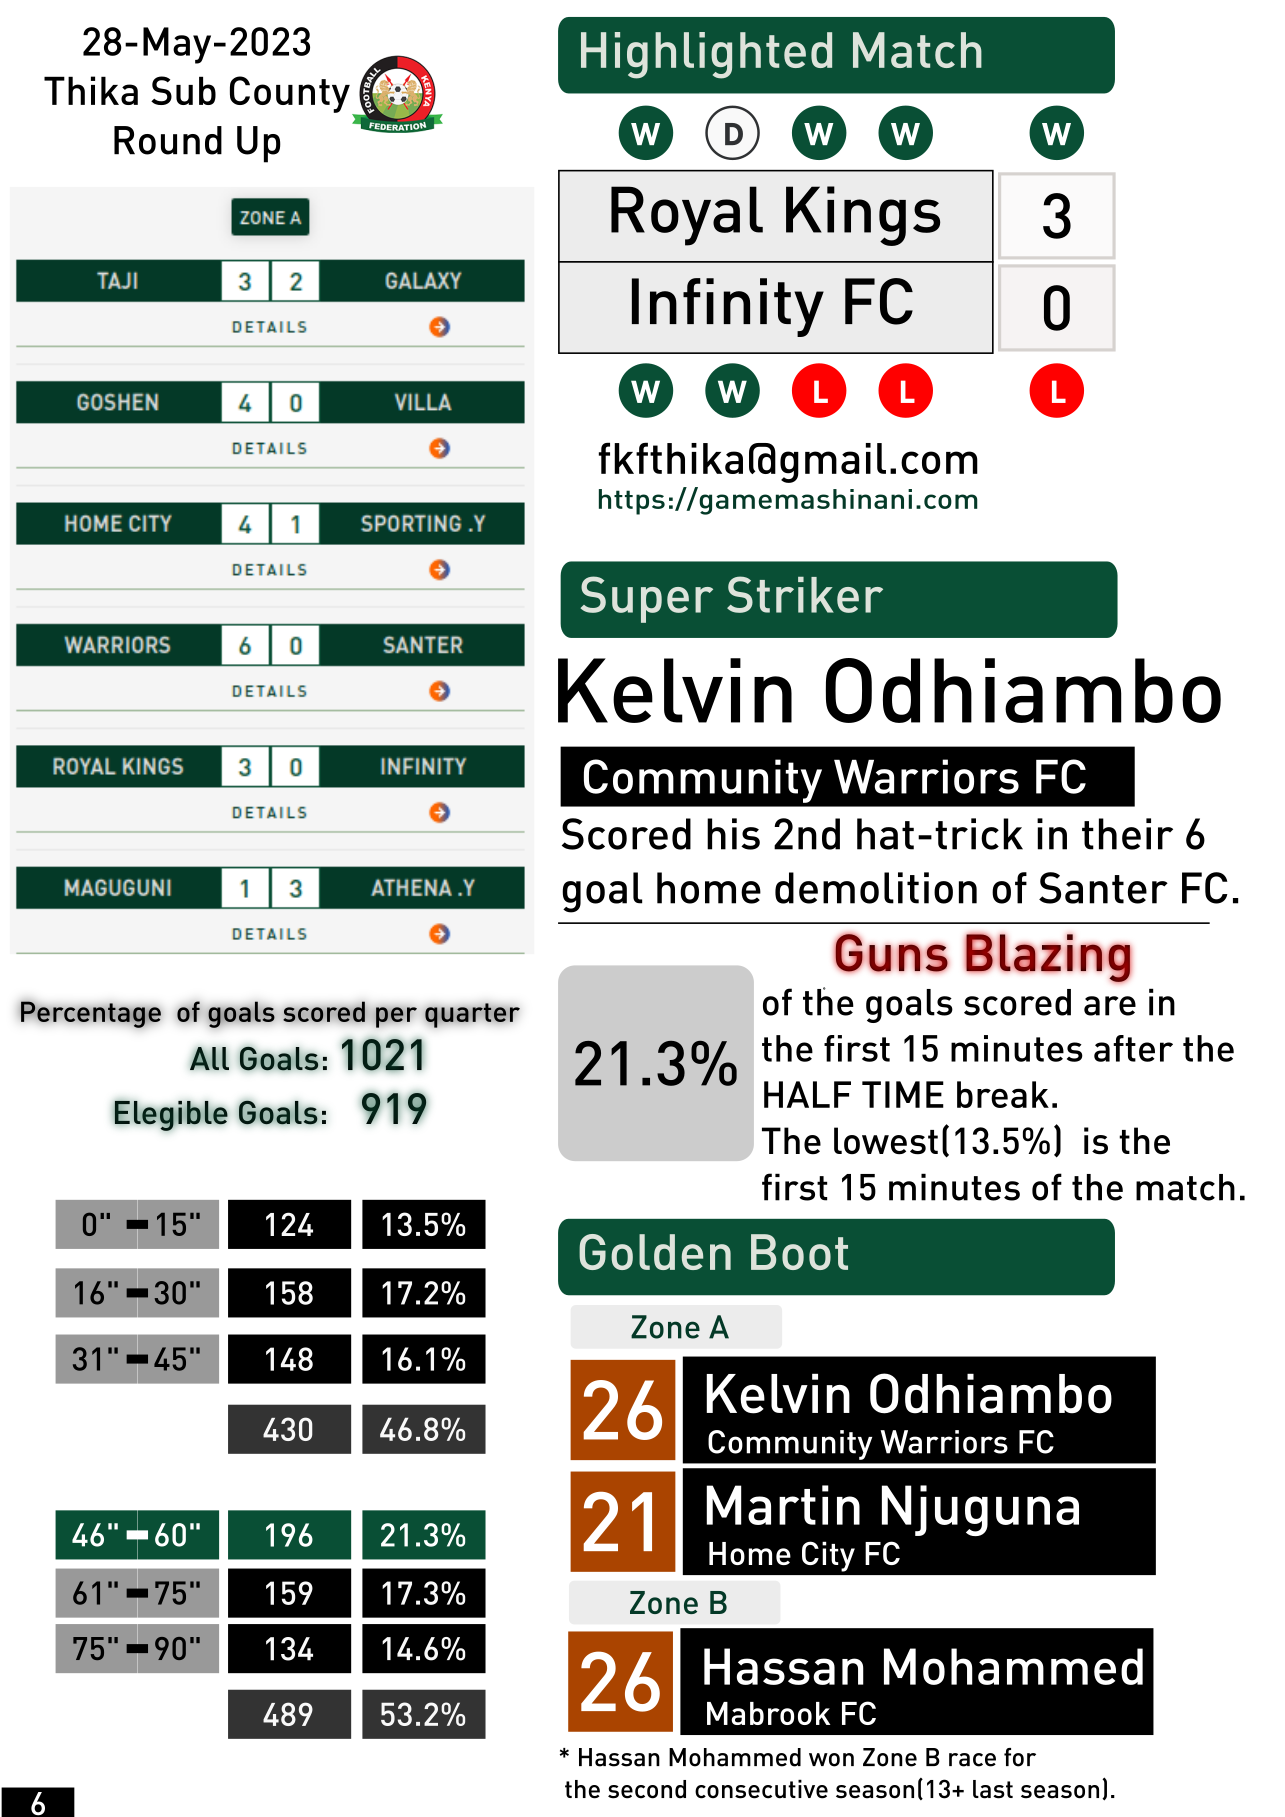 28-May-2023
Thika Sub County
Round Up
FOOTBALL
KENYA
FEDERATION
ZONE A
TAJI 3 2 GALAXY
DETAILS
GOSHEN 4 0 VILLA
DETAILS
HOME CITY 4 1 SPORTING .Y
DETAILS
WARRIORS 6 0 SANTER
DETAILS
ROYAL KINGS 3 0 INFINITY
DETAILS
MAGUGUNI 1 3 ATHENA .Y
DETAILS
Percentage of goals scored per quarter
All Goals: 1021
Elegible Goals: 919
0" - 15" 124 13.5%
16" - 30" 158 17.2%
31" - 45" 148 16.1%
430 46.8%
46" - 60" 196 21.3%
61" - 75" 159 17.3%
75" - 90" 134 14.6%
489 53.2%
6
Highlighted Match
W D W W W
Royal Kings 3
Infinity FC 0
W W L L L
fkfthika@gmail.com
https://gamemashinani.com
Super Striker
Kelvin Odhiambo
Community Warriors FC
Scored his 2nd hat-trick in their 6
goal home demolition of Santer FC.
Guns Blazing
21.3%
of the goals scored are in
the first 15 minutes after the
HALF TIME break.
The lowest(13.5%) is the
first 15 minutes of the match.
Golden Boot
Zone A
26 Kelvin Odhiambo
Community Warriors FC
21 Martin Njuguna
Home City FC
Zone B
26 Hassan Mohammed
Mabrook FC
* Hassan Mohammed won Zone B race for
the second consecutive season(13+ last season).